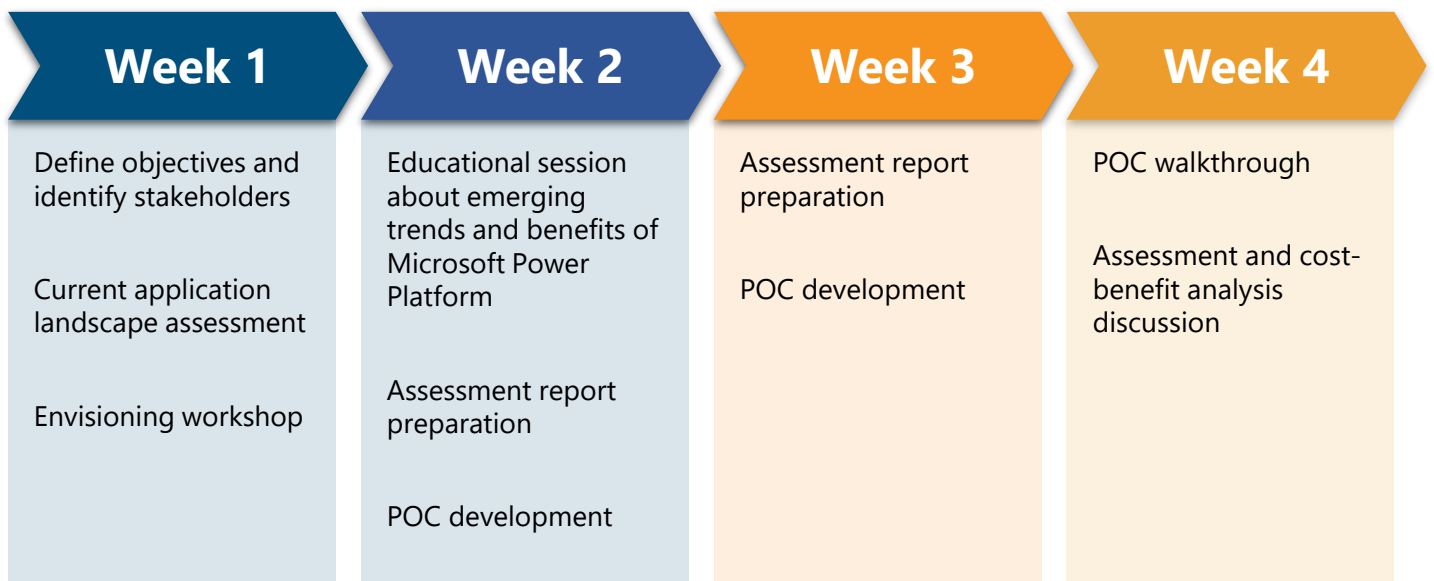 Week 1
Define objectives and
identify stakeholders
Current application
landscape assessment
Envisioning workshop
Week 2
Educational session
about emerging
trends and benefits of
Microsoft Power
Platform
Assessment report
preparation
POC development
Week 3
Assessment report
preparation
POC development
Week 4
POC walkthrough
Assessment and cost-
benefit analysis
discussion